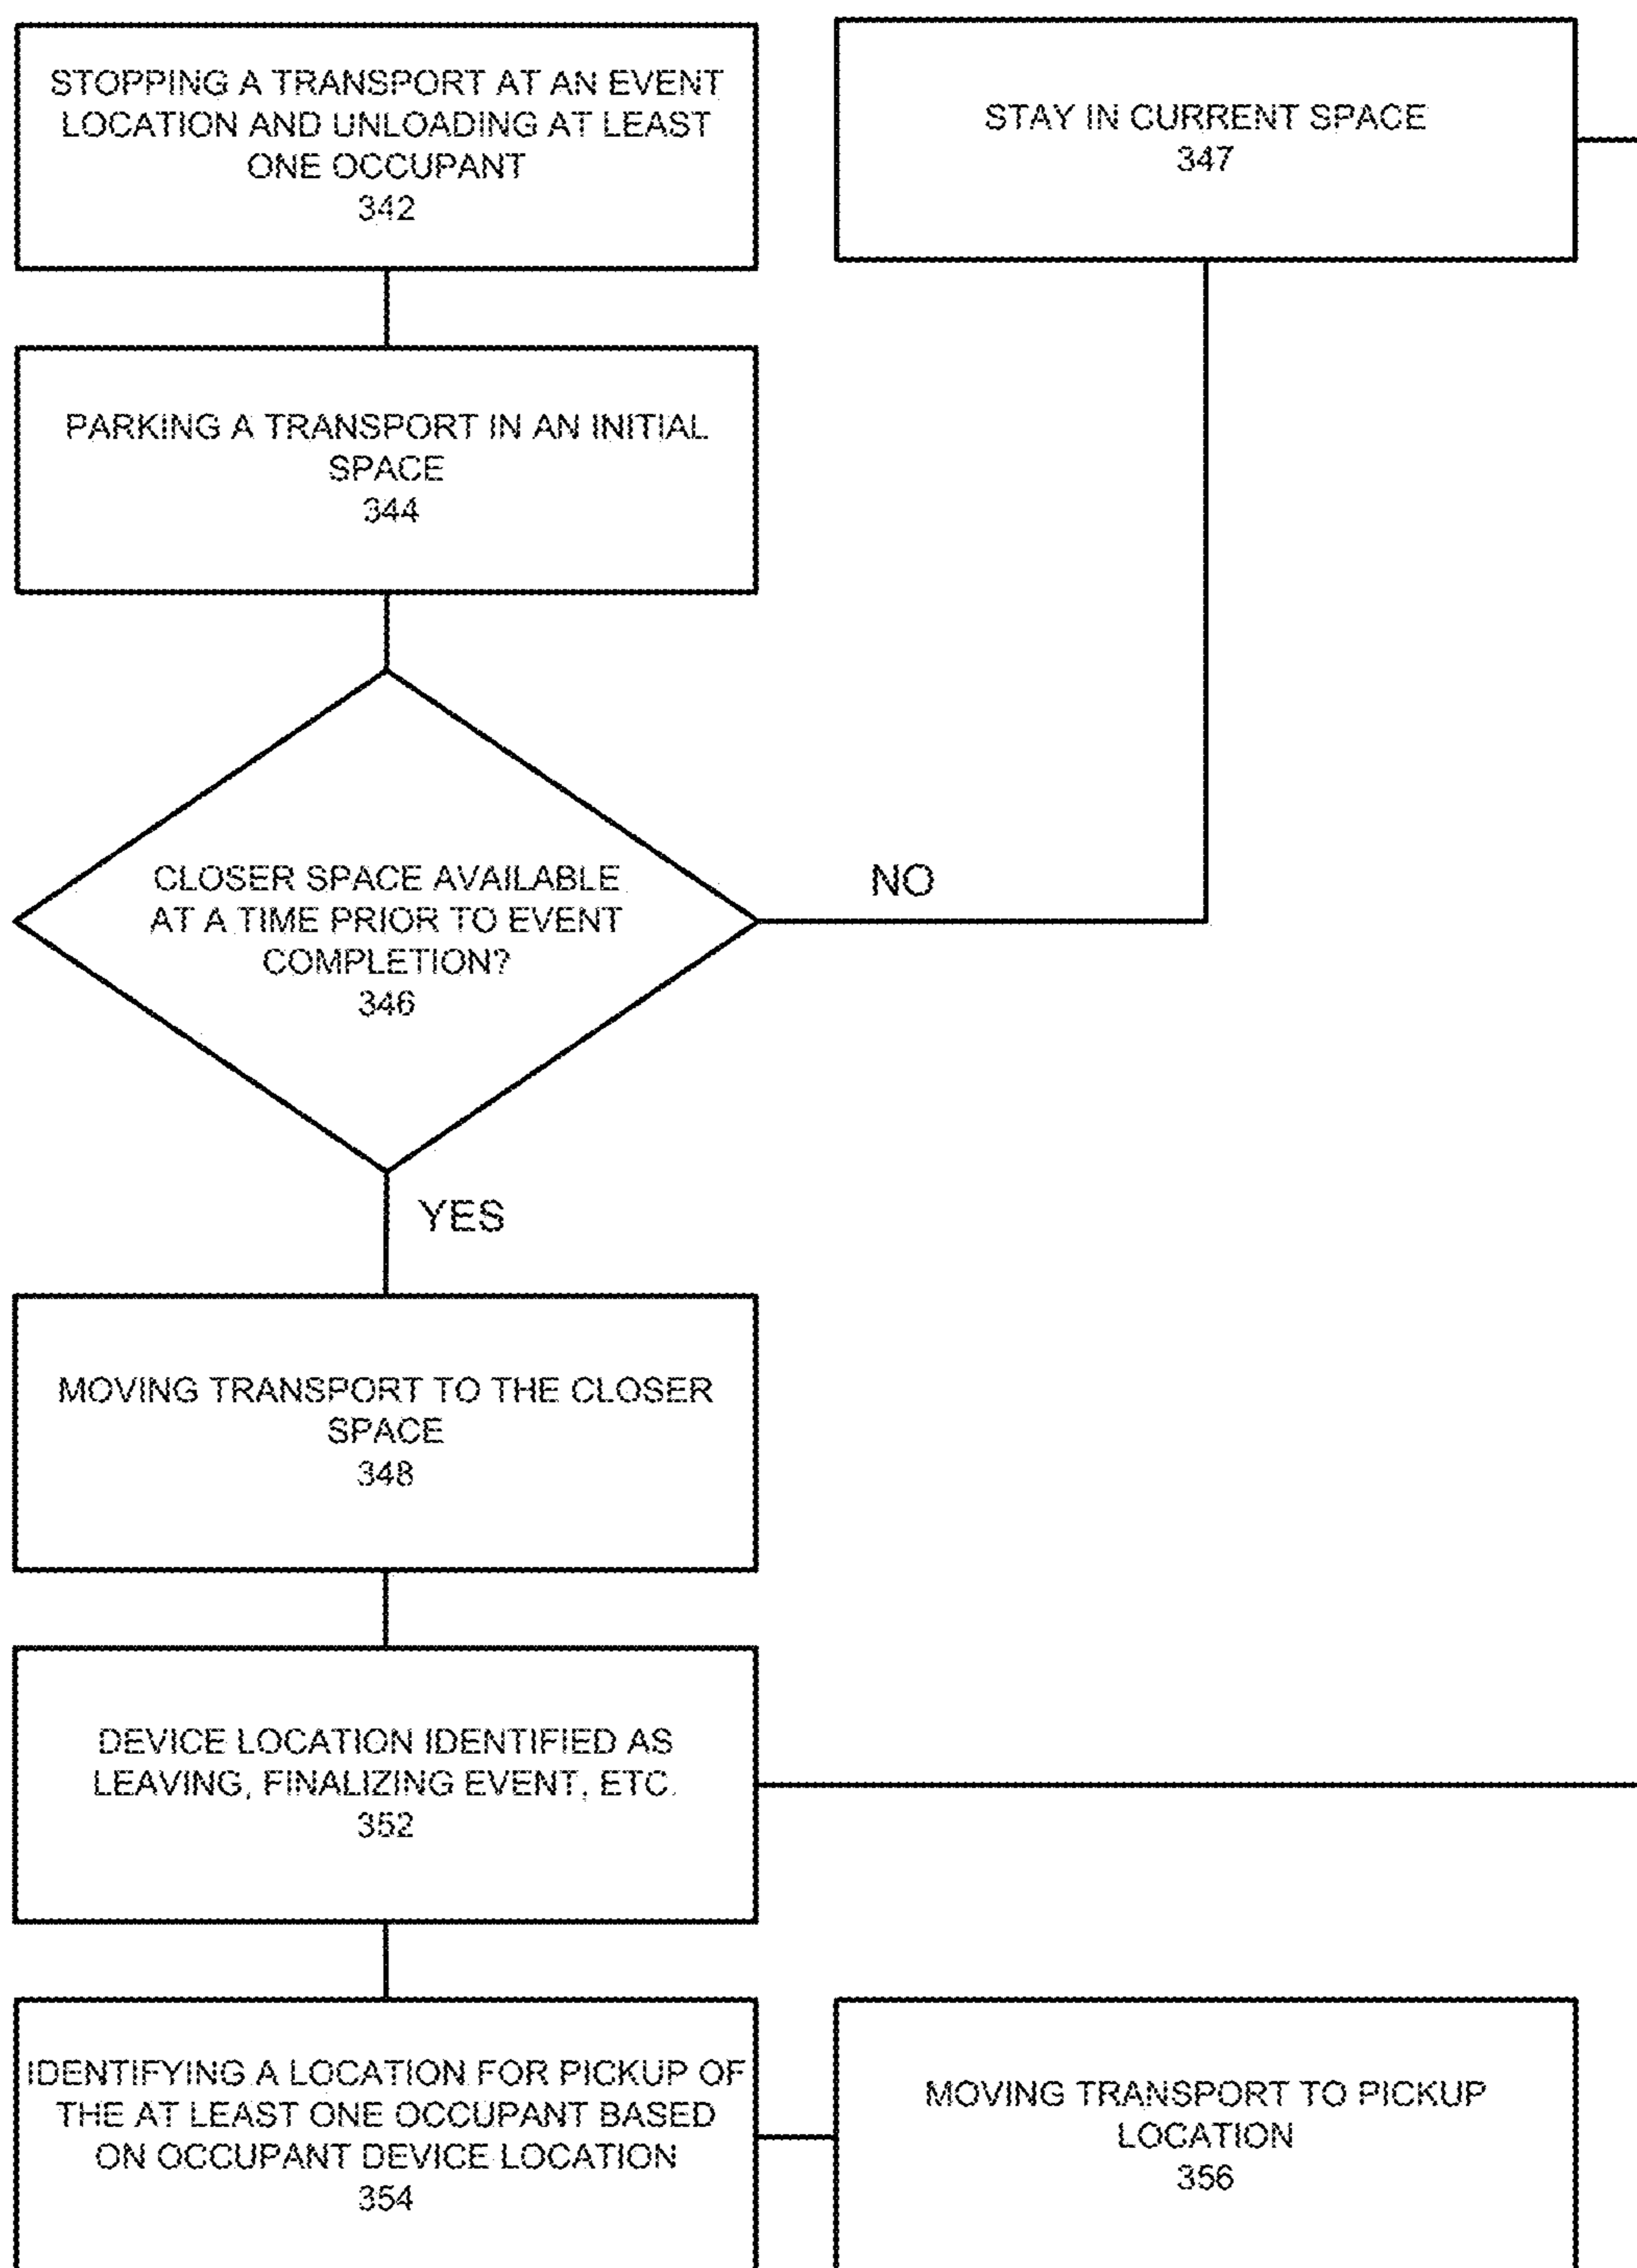 STOPPING A TRANSPORT AT AN EVENT
LOCATION AND UNLOADING AT LEAST
ONE OCCUPANT
342
STAY IN CURRENT SPACE
347
PARKING A TRANSPORT IN AN INITIAL
SPACE
344
CLOSER SPACE AVAILABLE
AT A TIME PRIOR TO EVENT
COMPLETION?
346
NO
YES
MOVING TRANSPORT TO THE CLOSER
SPACE
348
DEVICE LOCATION IDENTIFIED AS
LEAVING, FINALIZING EVENT, ETC.
352
IDENTIFYING A LOCATION FOR PICKUP OF
THE AT LEAST ONE OCCUPANT BASED
ON OCCUPANT DEVICE LOCATION
354
MOVING TRANSPORT TO PICKUP
LOCATION
356